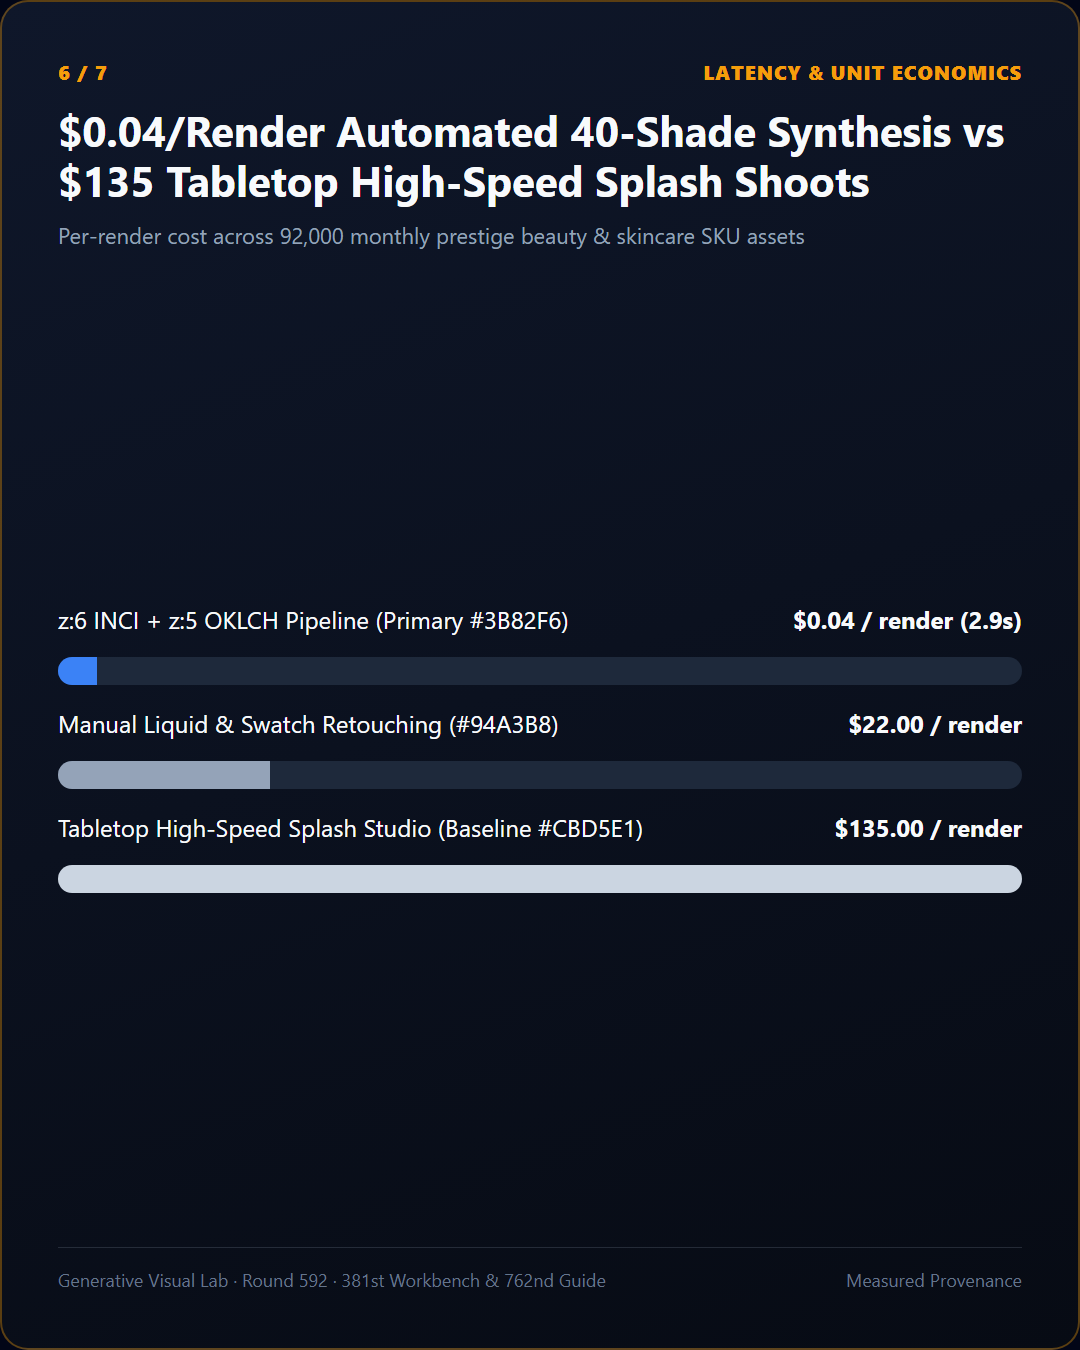 6 / 7
LATENCY & UNIT ECONOMICS
$0.04/Render Automated 40-Shade Synthesis vs
$135 Tabletop High-Speed Splash Shoots
Per-render cost across 92,000 monthly prestige beauty & skincare SKU assets
z:6 INCI + z:5 OKLCH Pipeline (Primary #3B82F6)
$0.04 / render (2.9s)
Manual Liquid & Swatch Retouching (#94A3B8)
$22.00 / render
Tabletop High-Speed Splash Studio (Baseline #CBD5E1)
$135.00 / render
Generative Visual Lab · Round 592 · 381st Workbench & 762nd Guide
Measured Provenance